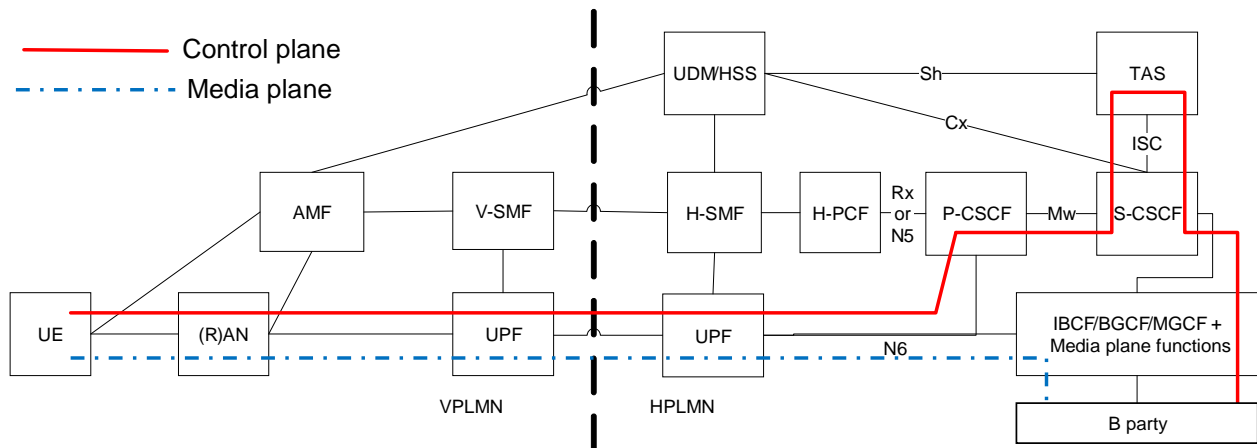 Control plane
Media plane
UDM/HSS
Sh
TAS
Cx
ISC
AMF
V-SMF
H-SMF
H-PCF
Rx
or
N5
P-CSCF
Mw
S-CSCF
UE
(R)AN
UPF
UPF
N6
IBCF/BGCF/MGCF +
Media plane functions
VPLMN
HPLMN
B party